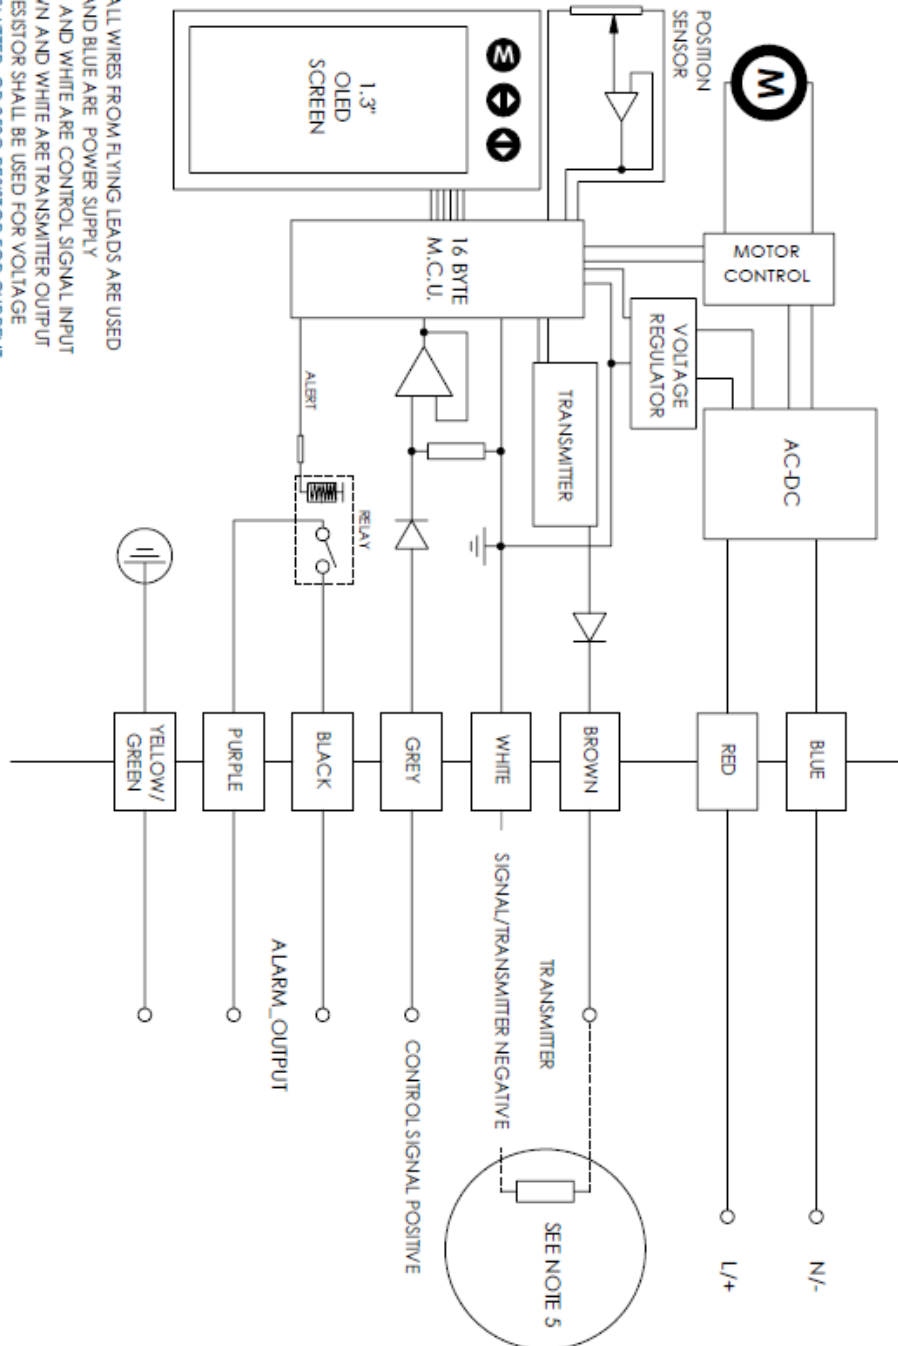 POSITION
SENSOR
M
MOTOR
CONTROL
M
1.3"
OLED
SCREEN
16 BYTE
M.C.U.
VOLTAGE
REGULATOR
TRANSMITTER
AC-DC
ALERT
RELAY
BLUE
RED
BROWN
WHITE
GREY
BLACK
PURPLE
YELLOW/
GREEN
N/-
L/+
TRANSMITTER
SIGNAL/TRANSMITTER NEGATIVE
SEE NOTE 5
CONTROL SIGNAL POSITIVE
ALARM_OUTPUT
ALL WIRES FROM FLYING LEADS ARE USED
AND BLUE ARE POWER SUPPLY
AND WHITE ARE CONTROL SIGNAL INPUT
AND WHITE ARE TRANSMITTER OUTPUT
SHALL BE USED FOR VOLTAGE